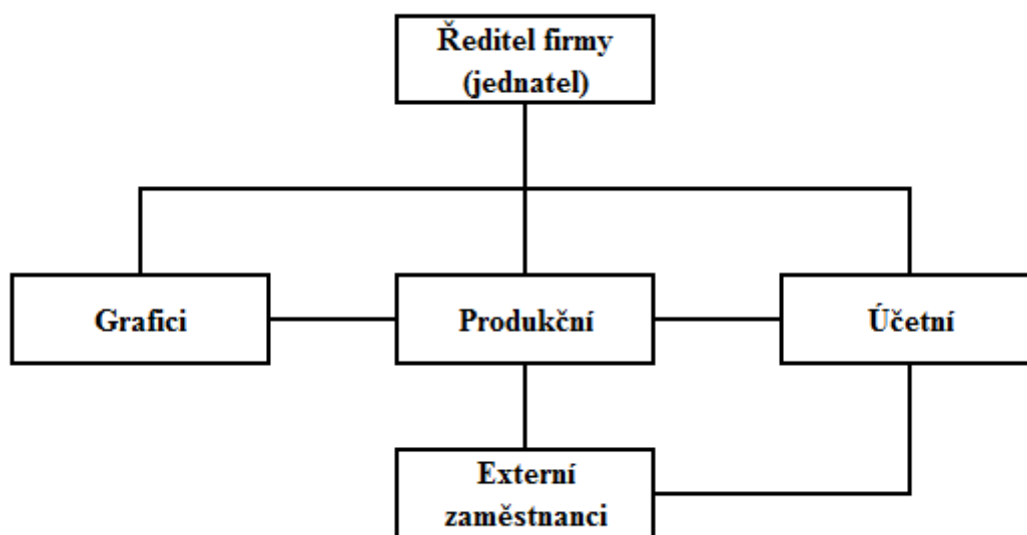 Ředitel firmy
(jednatel)
Grafici
Produkční
Účetní
Externí
zaměstnanci